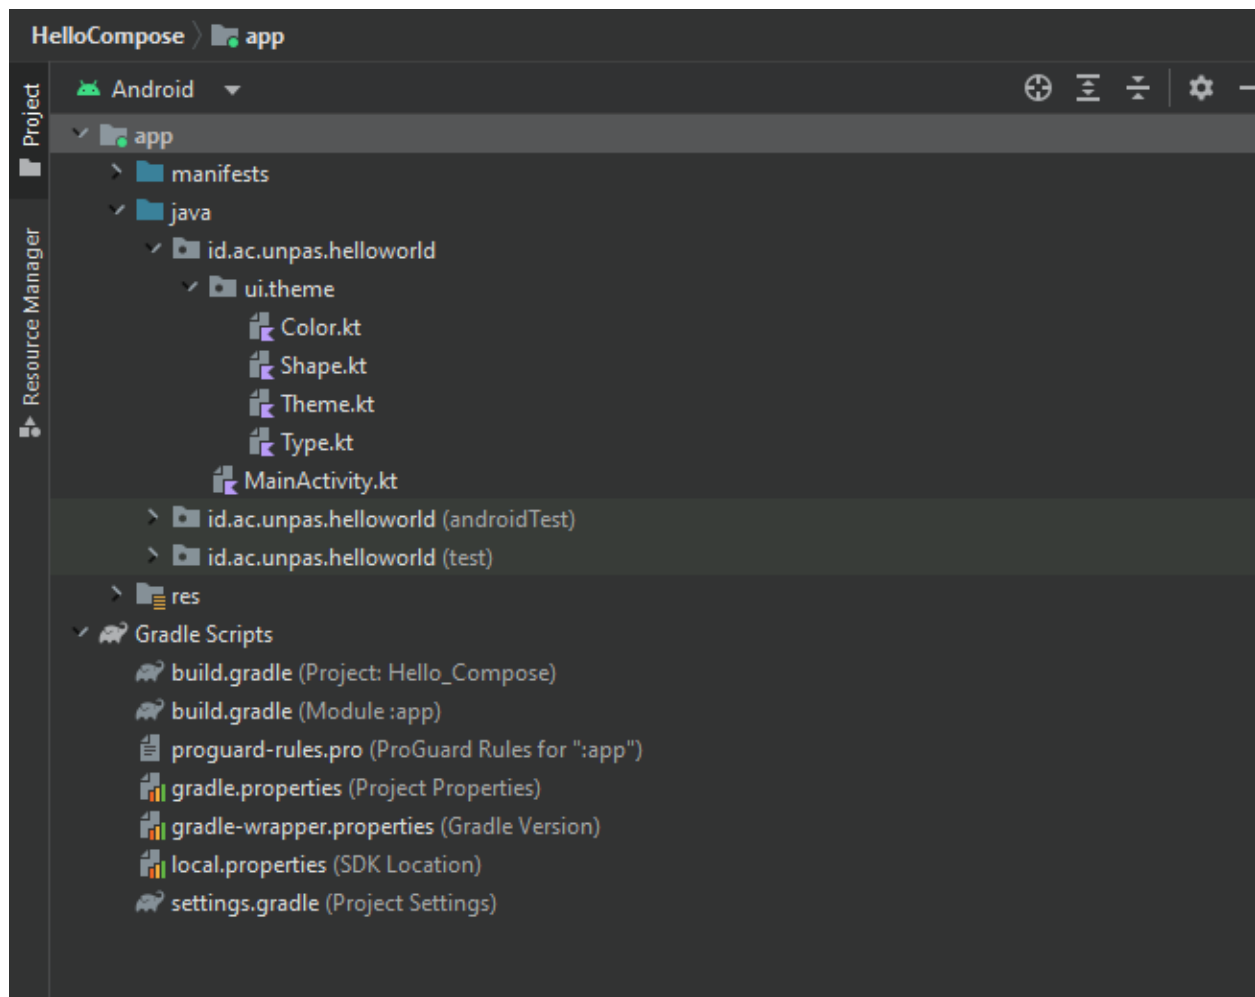 HelloCompose app
Project
Resource Manager
Android
app
manifests
java
id.ac.unpas.helloworld
ui.theme
Color.kt
Shape.kt
Theme.kt
Type.kt
MainActivity.kt
id.ac.unpas.helloworld (androidTest)
id.ac.unpas.helloworld (test)
res
Gradle Scripts
build.gradle (Project: Hello_Compose)
build.gradle (Module :app)
proguard-rules.pro (ProGuard Rules for ":app")
gradle.properties (Project Properties)
gradle-wrapper.properties (Gradle Version)
local.properties (SDK Location)
settings.gradle (Project Settings)